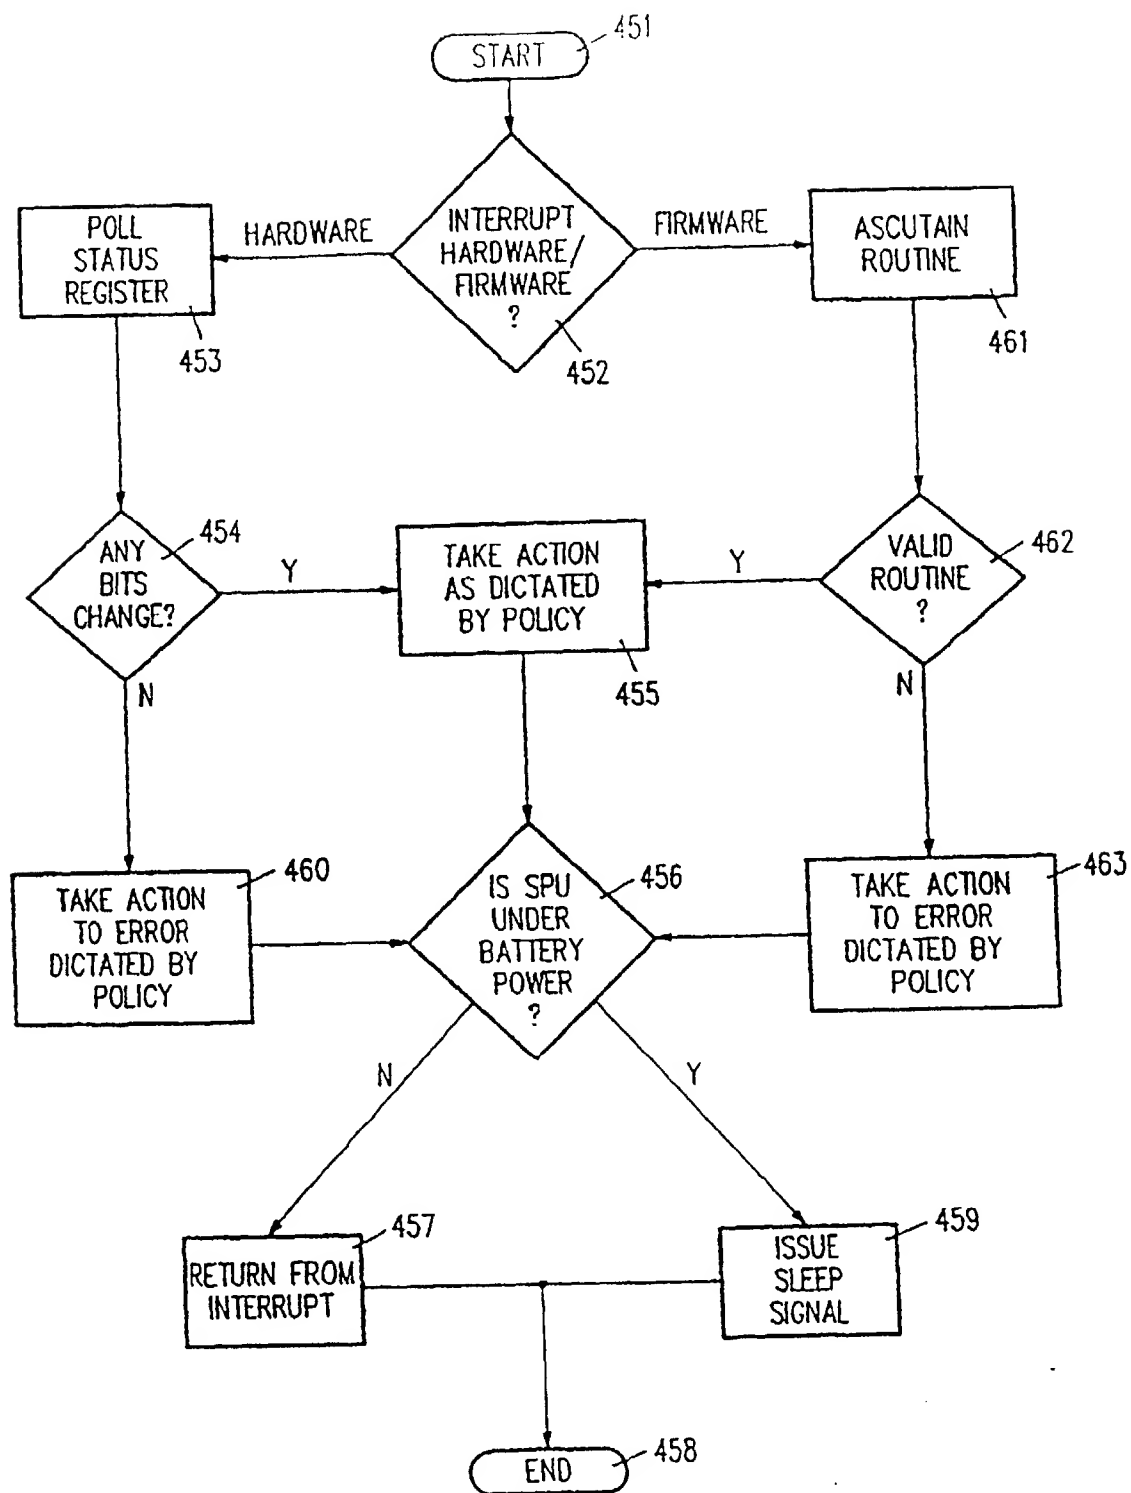 START
451
INTERRUPT
HARDWARE/
FIRMWARE
?
452
HARDWARE
FIRMWARE
POLL
STATUS
REGISTER
453
ASCUTAIN
ROUTINE
461
ANY
BITS
CHANGE?
454
Y
N
TAKE ACTION
AS DICTATED
BY POLICY
455
Y
VALID
ROUTINE
?
462
N
TAKE ACTION
TO ERROR
DICTATED BY
POLICY
460
IS SPU
UNDER
BATTERY
POWER
?
456
TAKE ACTION
TO ERROR
DICTATED BY
POLICY
463
N
Y
RETURN FROM
INTERRUPT
457
ISSUE
SLEEP
SIGNAL
459
END
458